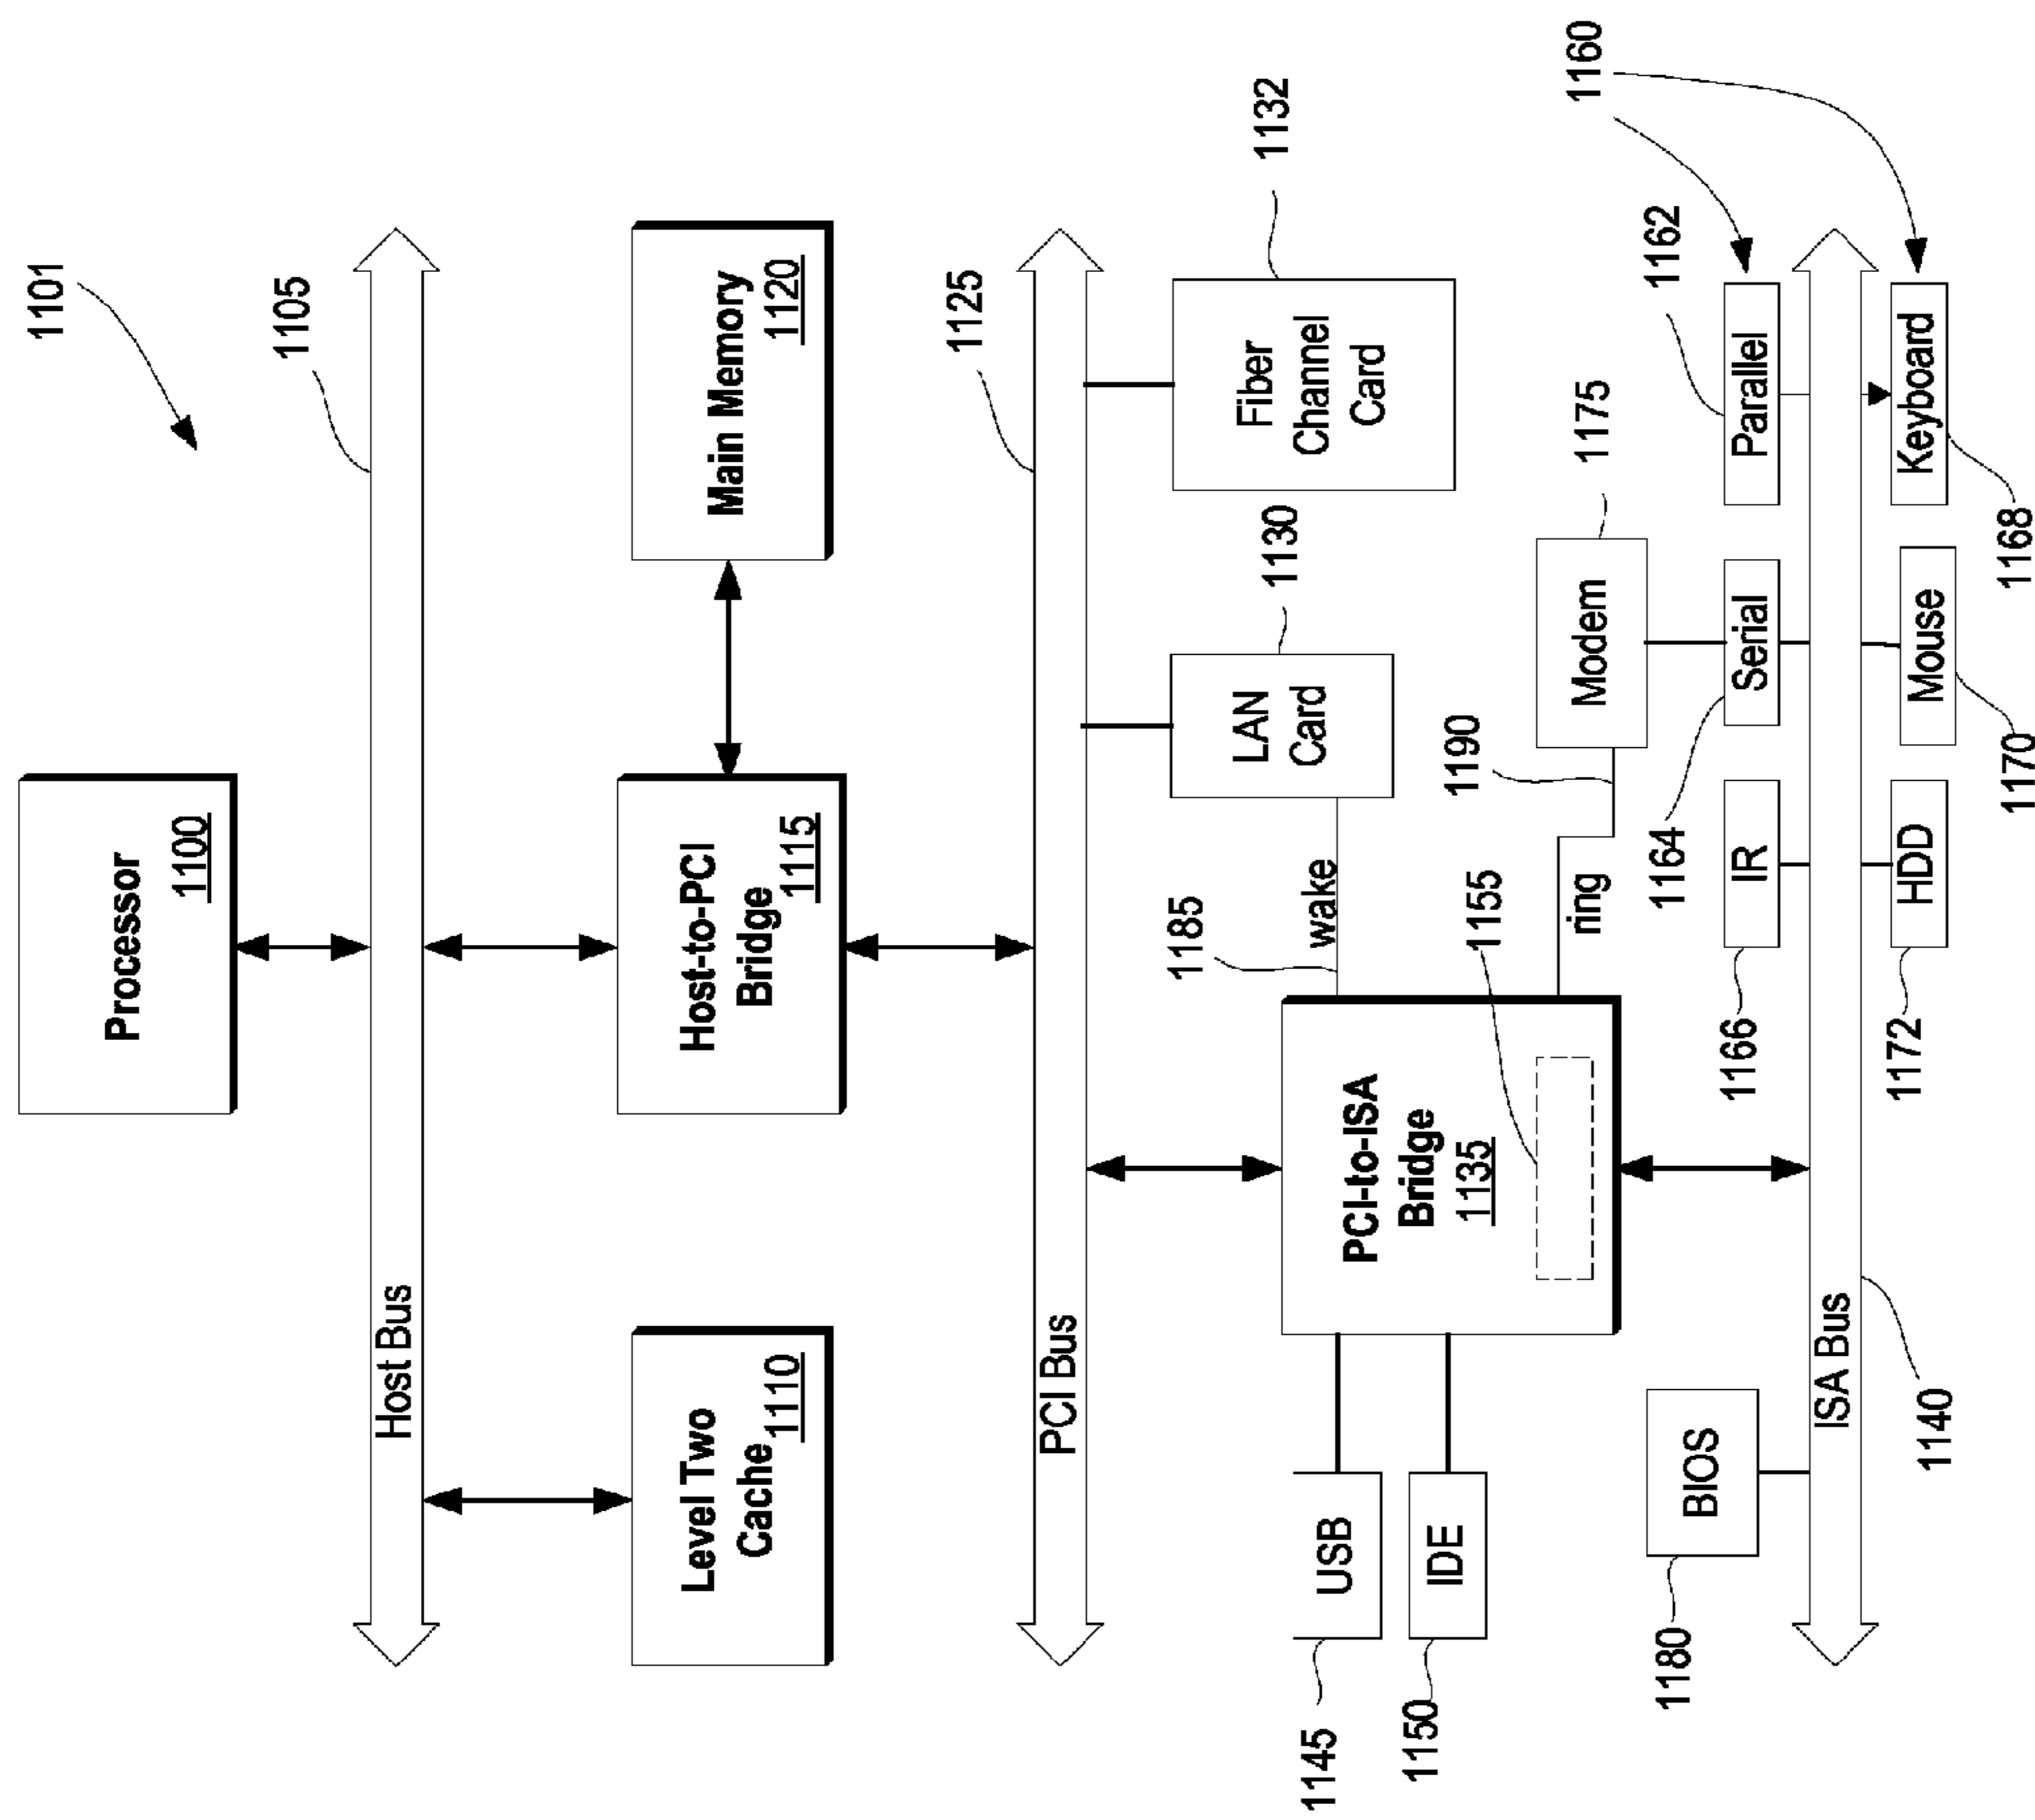 1101
Processor
1100
1105
Host Bus
Level Two
Cache
1110
Host-to-PCI
Bridge
1115
Main Memory
1120
1125
PCI Bus
1145
USB
1150
IDE
PCI-to-ISA
Bridge
1135
1155
1185
wake
ring
1190
LAN
Card
1130
Fiber
Channel
Card
1132
Modem
1175
1180
BIOS
1166
IR
1164
Serial
Parallel
1162
1160
ISA Bus
1140
1172
HDD
Mouse
1170
Keyboard
1168